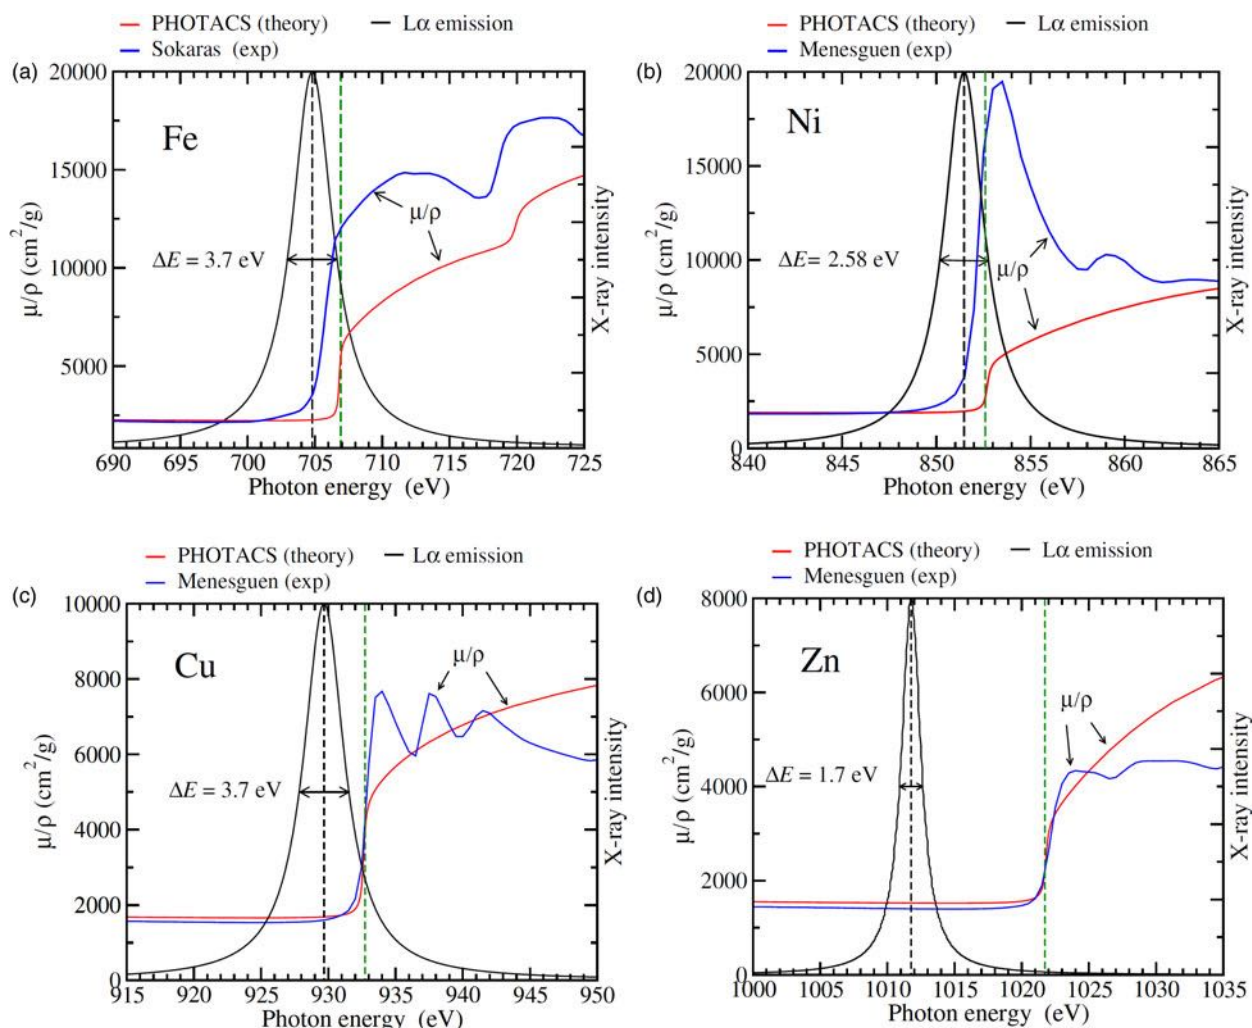 PHOTACS (theory) Lα emission
Sokaras (exp)
(a)
20000
15000
10000
5000
Fe
μ/ρ
ΔE = 3.7 eV
μ/ρ (cm²/g)
X-ray intensity
690 695 700 705 710 715 720 725
Photon energy (eV)
PHOTACS (theory) Lα emission
Menesguen (exp)
(b)
20000
15000
10000
5000
0
Ni
μ/ρ
ΔE= 2.58 eV
μ/ρ (cm²/g)
X-ray intensity
840 845 850 855 860 865
Photon energy (eV)
PHOTACS (theory) Lα emission
Menesguen (exp)
(c)
10000
8000
6000
4000
2000
0
Cu
μ/ρ
ΔE = 3.7 eV
μ/ρ (cm²/g)
X-ray intensity
915 920 925 930 935 940 945 950
Photon energy (eV)
PHOTACS (theory) Lα emission
Menesguen (exp)
(d)
8000
6000
4000
2000
0
Zn
μ/ρ
ΔE = 1.7 eV
μ/ρ (cm²/g)
X-ray intensity
1000 1005 1010 1015 1020 1025 1030 1035
Photon energy (eV)